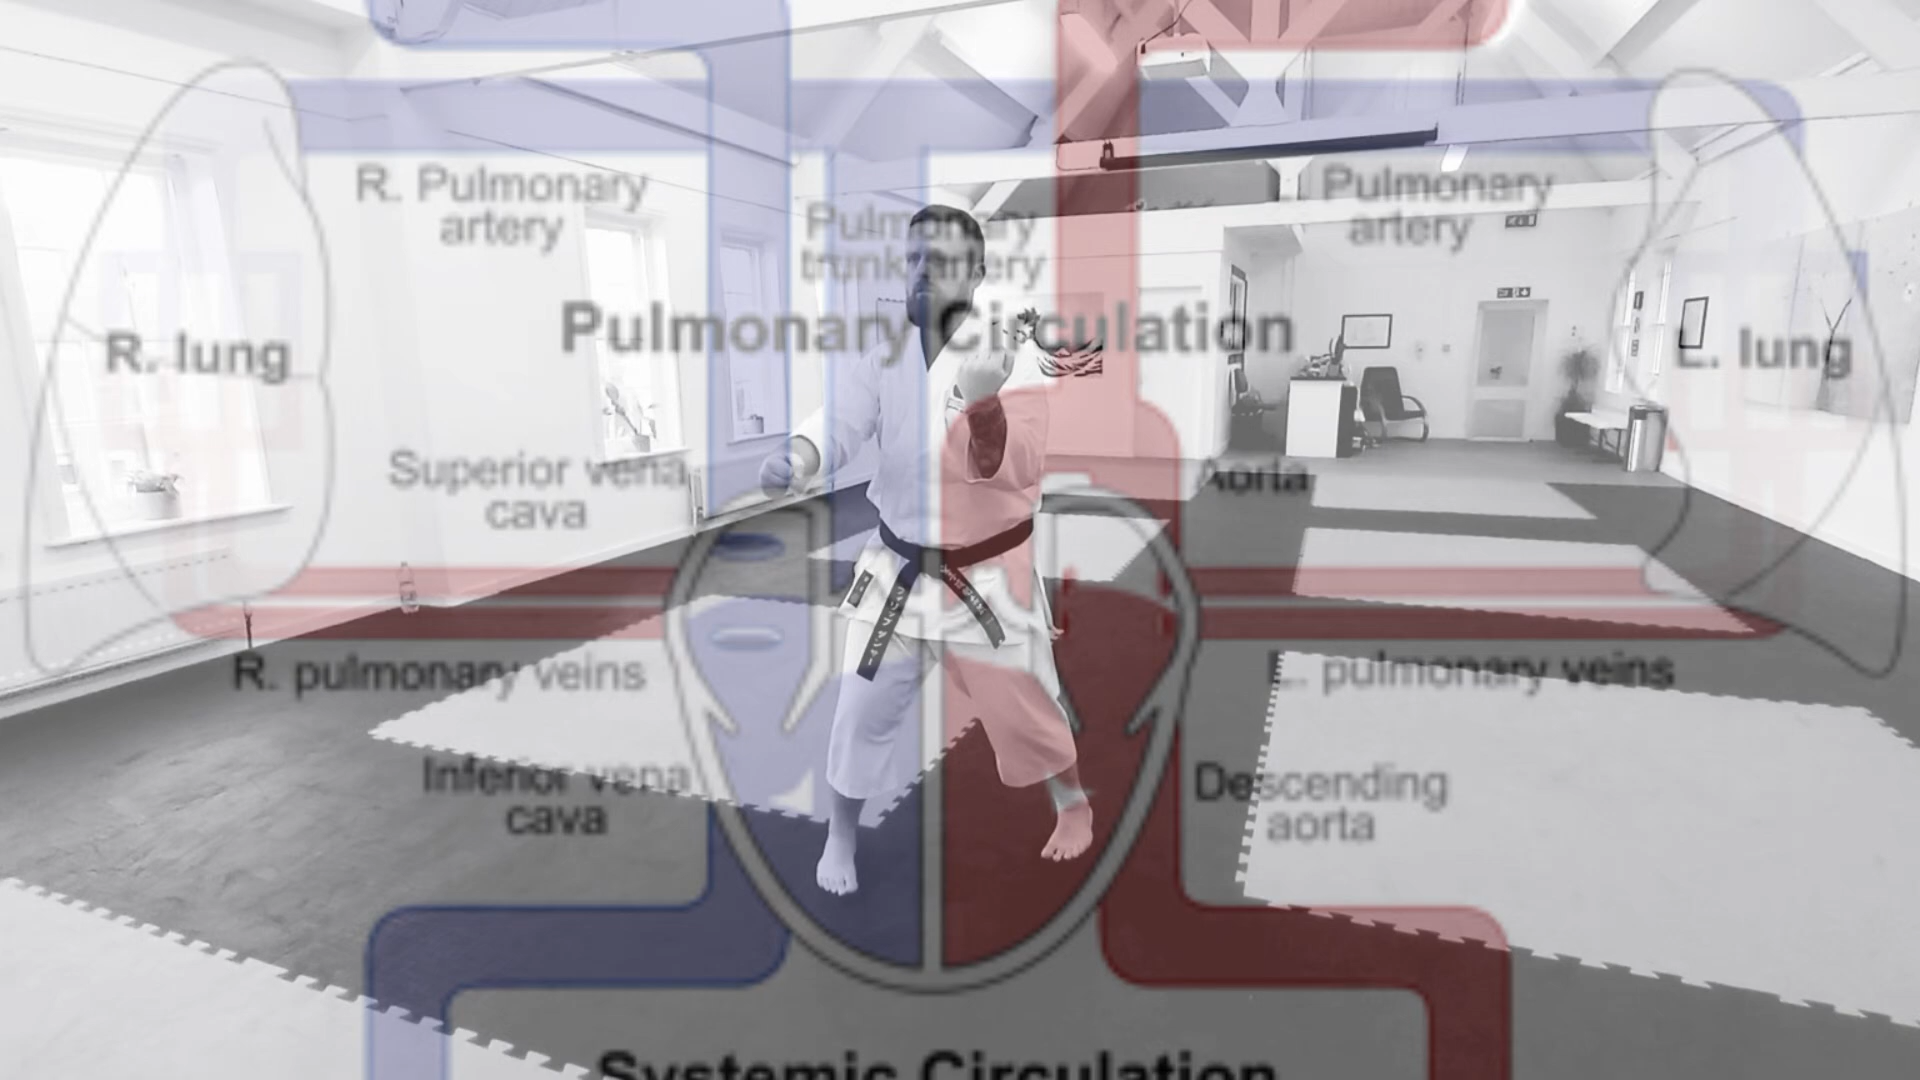 R. Pulmonary
artery
Pulmonary
trunk artery
Pulmonary
artery
Pulmonary Circulation
R. lung
L. lung
Superior vena
cava
Aorta
R. pulmonary veins
L. pulmonary veins
Inferior vena
cava
Descending
aorta
Systemic Circulation